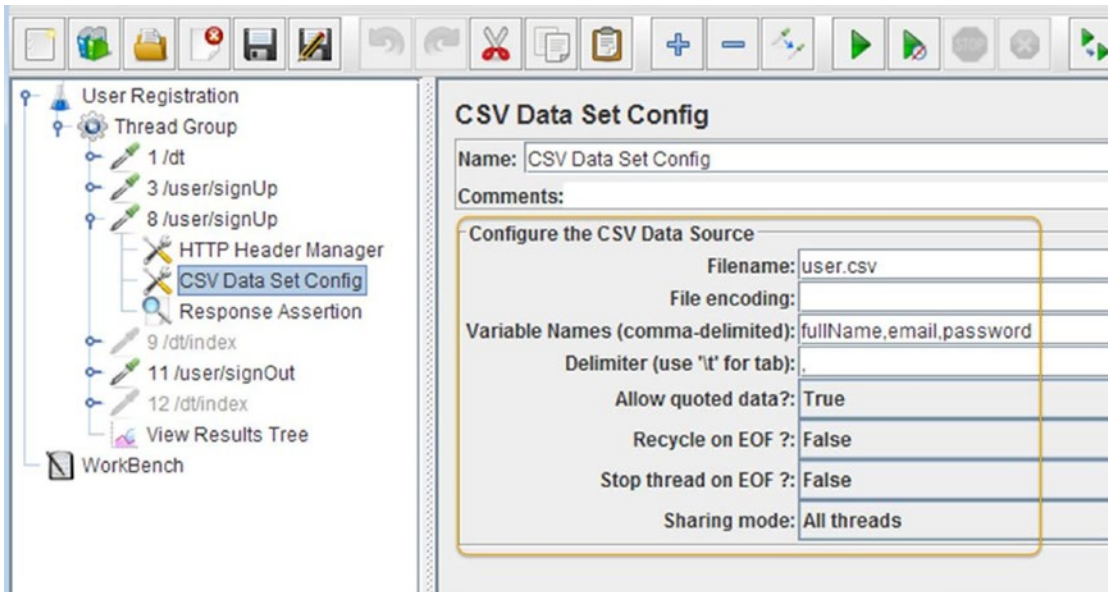 STOP
User Registration
Thread Group
1 /dt
3 /user/signUp
8 /user/signUp
HTTP Header Manager
CSV Data Set Config
Response Assertion
9 /dt/index
11 /user/signOut
12 /dt/index
View Results Tree
WorkBench
CSV Data Set Config
Name: CSV Data Set Config
Comments:
Configure the CSV Data Source
Filename: user.csv
File encoding:
Variable Names (comma-delimited): fullName,email,password
Delimiter (use '\t' for tab): ,
Allow quoted data?: True
Recycle on EOF ?: False
Stop thread on EOF ?: False
Sharing mode: All threads